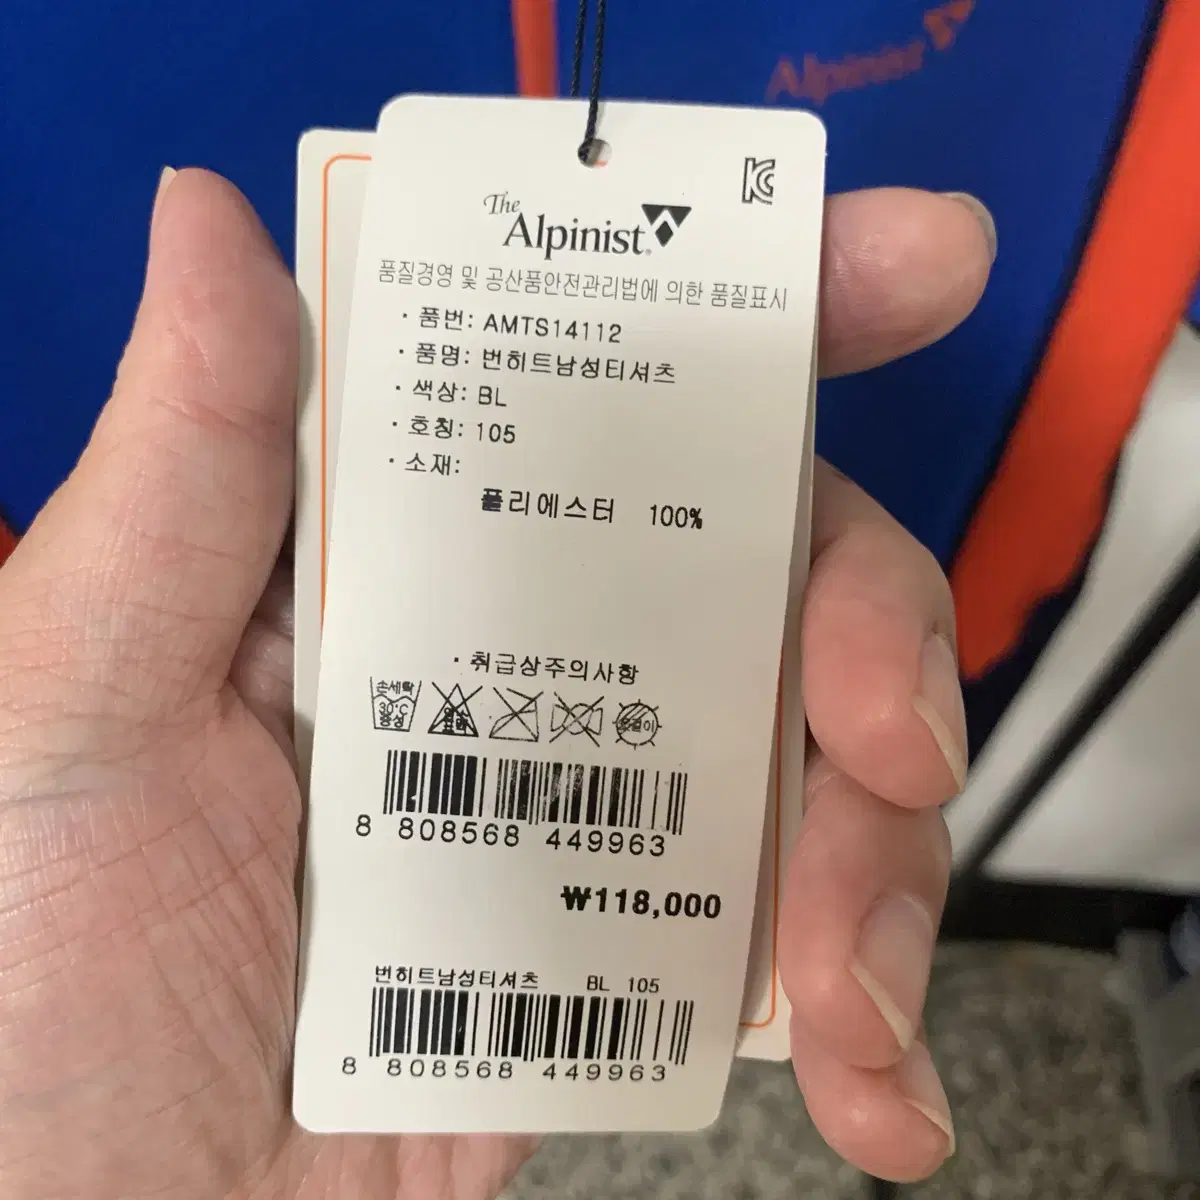 Alpinist
The
Alpinist
품질경영 및 공산품안전관리법에 의한 품질표시
· 품번: AMTS14112
· 품명: 번히트남성티셔츠
· 색상: BL
· 호칭: 105
· 소재:
폴리에스터 100%
· 취급상주의사항
손세탁
30°C
중성
8 808568 449963
₩118,000
번히트남성티셔츠 BL 105
8 808568 449963